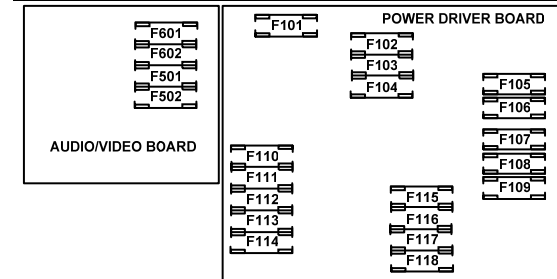 POWER DRIVER BOARD
F101
F102
F103
F104
F105
F106
F107
F108
F109
F110
F111
F112
F113
F114
F115
F116
F117
F118
F601
F602
F501
F502
AUDIO/VIDEO BOARD